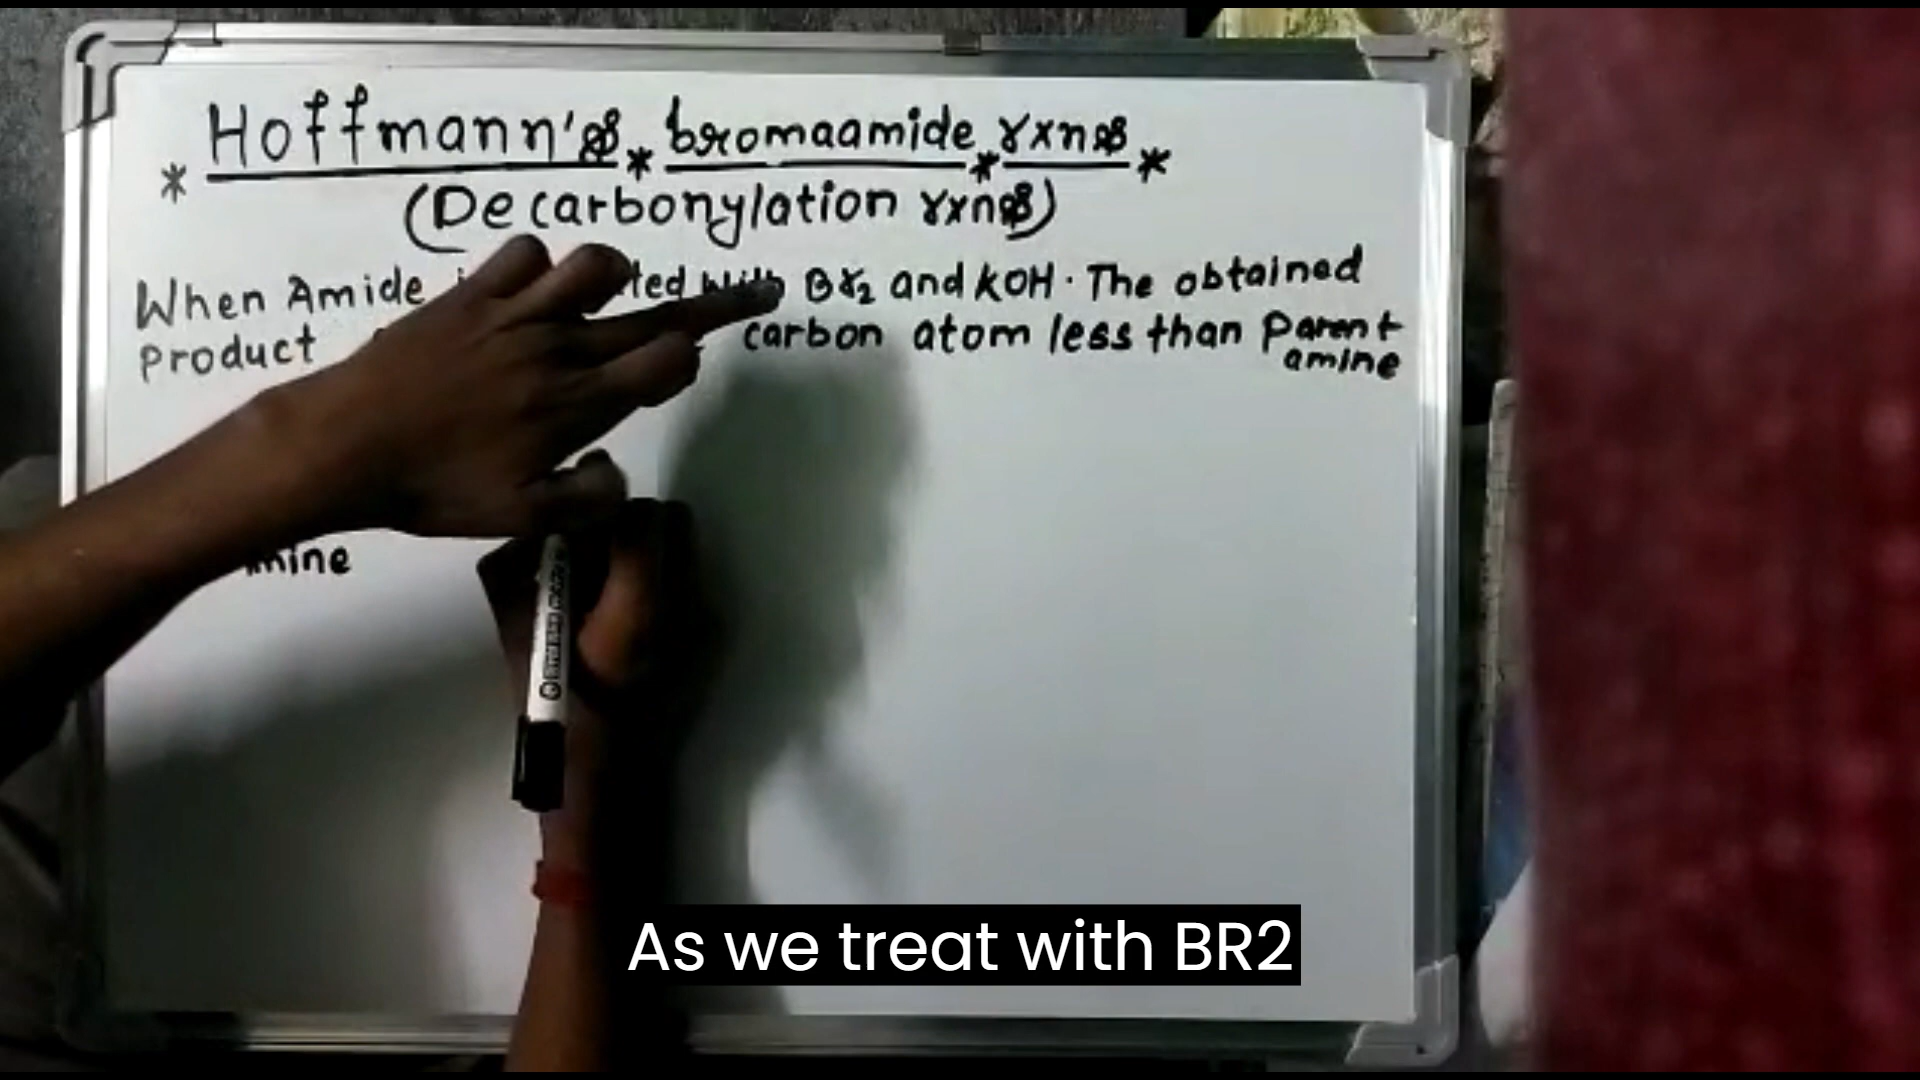 * Hoffmann's * bromaamide * rxns *
(Decarbonylation rxns)
When Amide with Br2 and KOH. The obtained
Product carbon atom less than Parent
amine
mine
As we treat with BR2